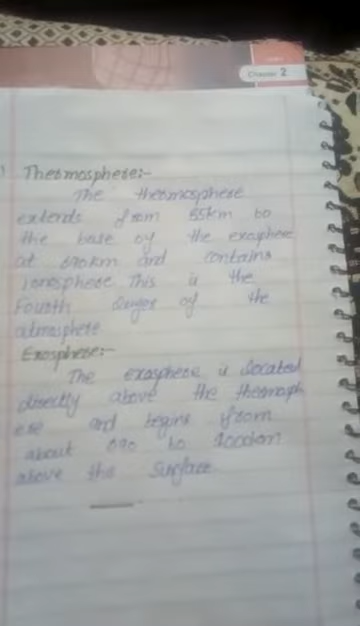 Chapter 2
) Thermosphere:-
The thermosphere
extends from 85km to
the base of the exosphere
at 690km and contains
ionosphere This is the
Fourth layer of the
atmosphere
Exosphere:-
The exosphere is located
directly above the thermosph
ere and begins from
about 690 to 1000km
above the surface